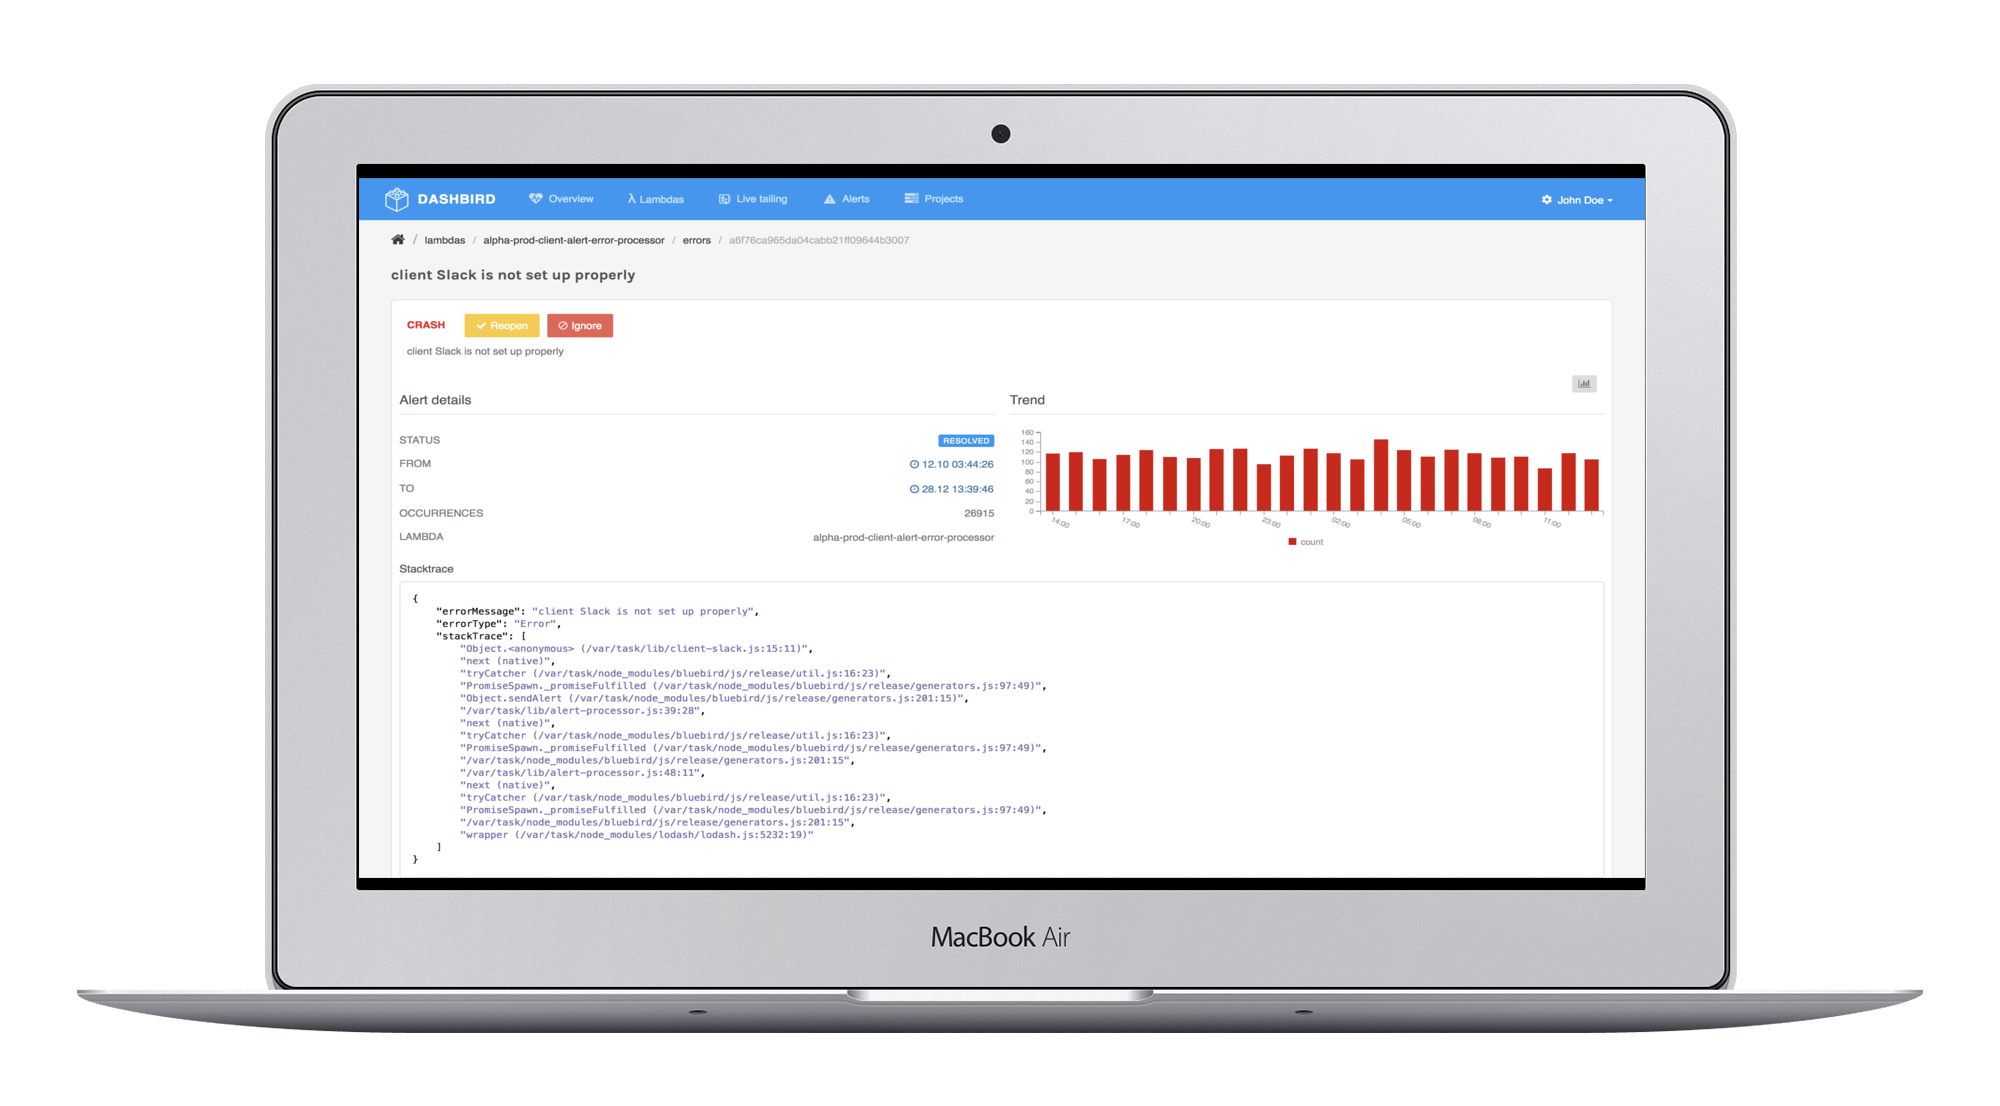 DASHBIRD Overview λ Lambdas Live tailing Alerts Projects John Doe
/ lambdas / alpha-prod-client-alert-error-processor / errors / a6f76ca965da04cabb21ff09644b3007
client Slack is not set up properly
CRASH Reopen Ignore
client Slack is not set up properly
Alert details
STATUS RESOLVED
FROM 12.10 03:44:26
TO 28.12 13:39:46
OCCURRENCES 26915
LAMBDA alpha-prod-client-alert-error-processor
Trend
160
140
120
100
80
60
40
20
0
14:00 17:00 20:00 23:00 02:00 05:00 08:00 11:00
count
Stacktrace
{
"errorMessage": "client Slack is not set up properly",
"errorType": "Error",
"stackTrace": [
"Object.<anonymous> (/var/task/lib/client-slack.js:15:11)",
"next (native)",
"tryCatcher (/var/task/node_modules/bluebird/js/release/util.js:16:23)",
"PromiseSpawn._promiseFulfilled (/var/task/node_modules/bluebird/js/release/generators.js:97:49)",
"Object.sendAlert (/var/task/node_modules/bluebird/js/release/generators.js:201:15)",
"/var/task/lib/alert-processor.js:39:28",
"next (native)",
"tryCatcher (/var/task/node_modules/bluebird/js/release/util.js:16:23)",
"PromiseSpawn._promiseFulfilled (/var/task/node_modules/bluebird/js/release/generators.js:97:49)",
"/var/task/node_modules/bluebird/js/release/generators.js:201:15",
"/var/task/lib/alert-processor.js:48:11",
"next (native)",
"tryCatcher (/var/task/node_modules/bluebird/js/release/util.js:16:23)",
"PromiseSpawn._promiseFulfilled (/var/task/node_modules/bluebird/js/release/generators.js:97:49)",
"/var/task/node_modules/bluebird/js/release/generators.js:201:15",
"wrapper (/var/task/node_modules/lodash/lodash.js:5232:19)"
]
}
MacBook Air